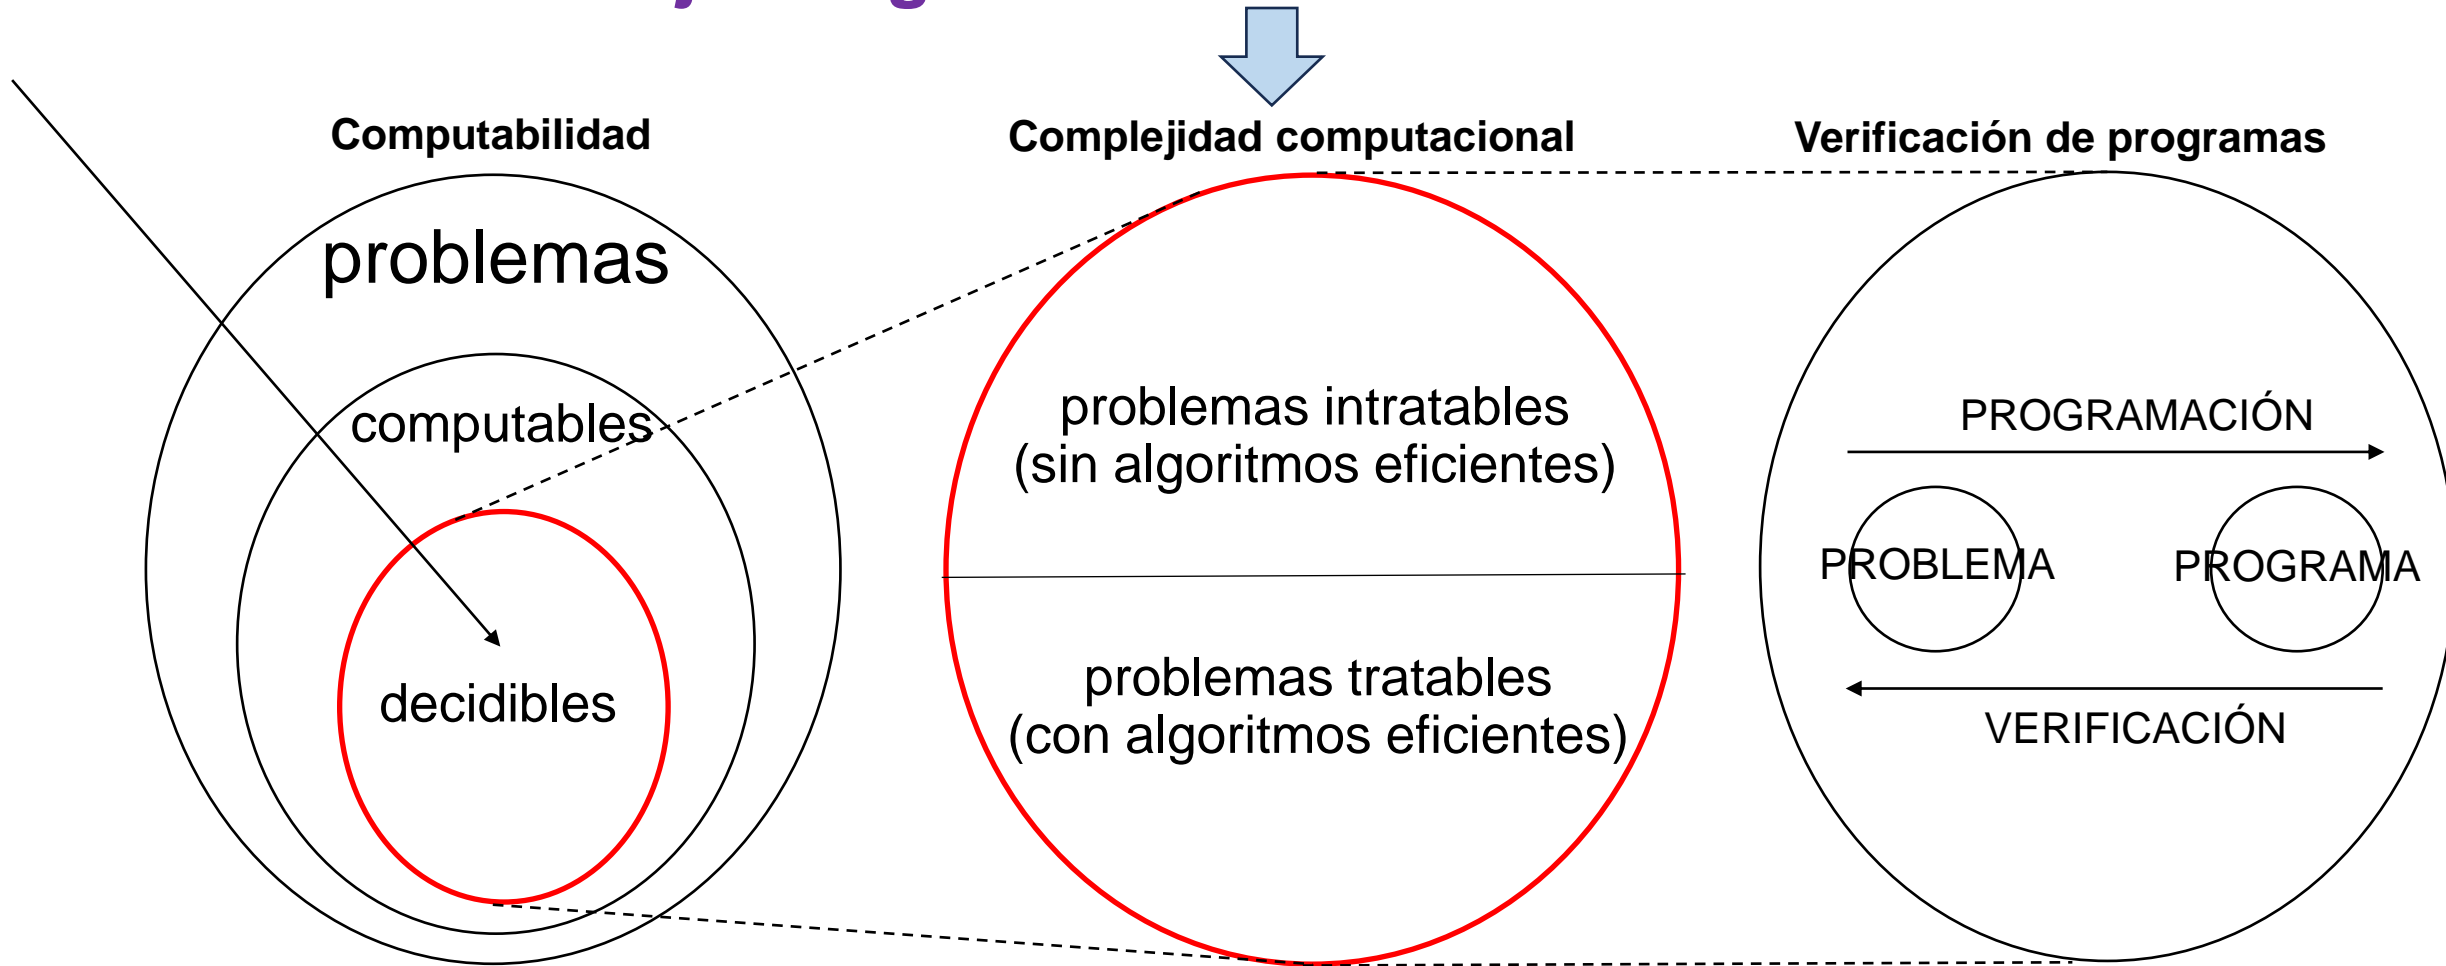 Computabilidad
Complejidad computacional
Verificación de programas
problemas
computables
decidibles
problemas intratables
(sin algoritmos eficientes)
problemas tratables
(con algoritmos eficientes)
PROGRAMACIÓN
PROBLEMA
PROGRAMA
VERIFICACIÓN